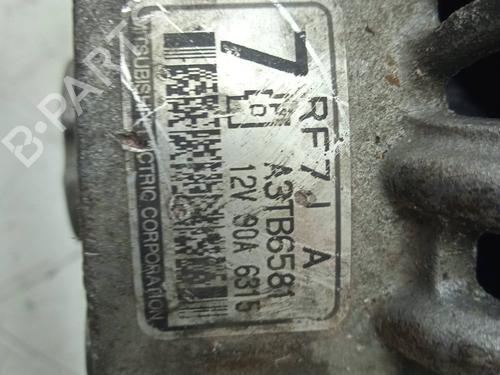 7
RF7J A
A3TB6581
12V 90A 6315
MITSUBISHI ELECTRIC CORPORATION
B-PARTS